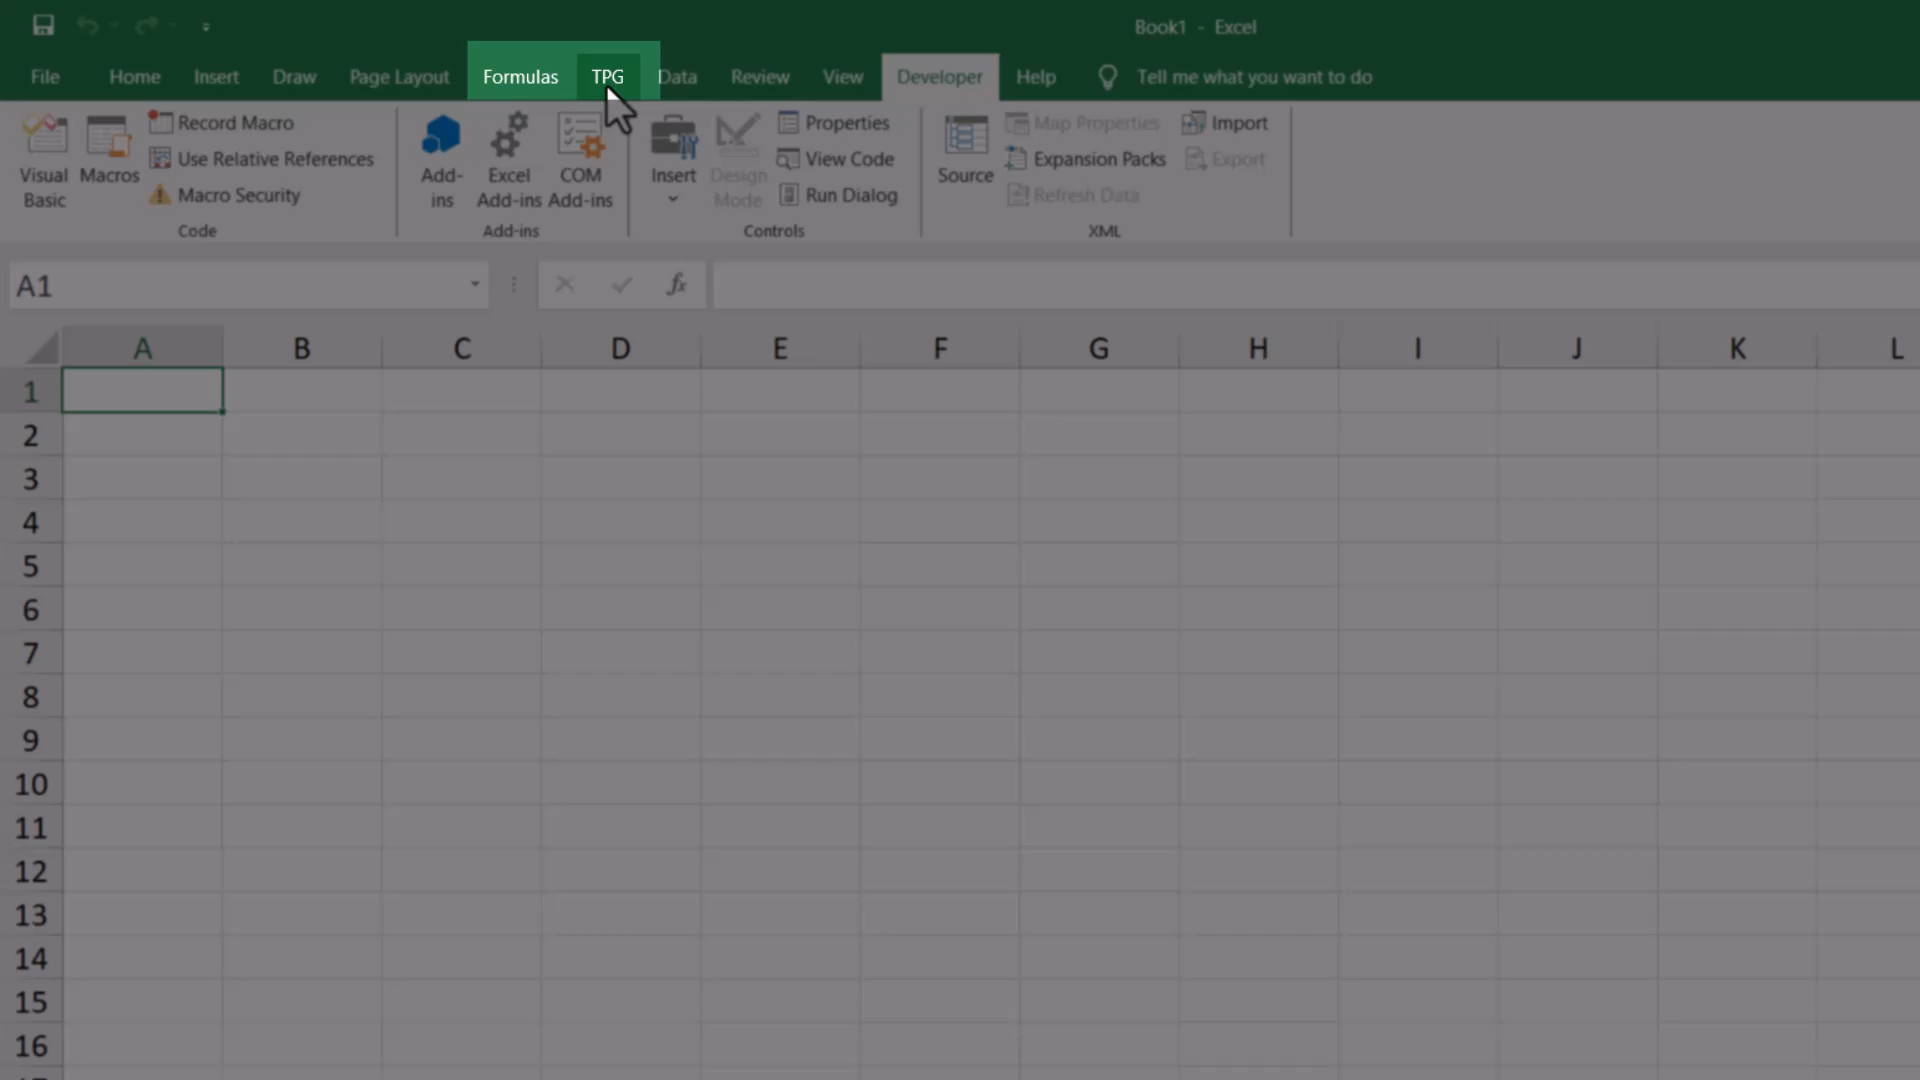 Book1 - Excel
File Home Insert Draw Page Layout Formulas TPG Data Review View Developer Help Tell me what you want to do
Visual Basic
Macros
Record Macro
Use Relative References
Macro Security
Code
Add-ins
Excel Add-ins
COM Add-ins
Add-ins
Insert
Design Mode
Properties
View Code
Run Dialog
Controls
Source
Map Properties
Expansion Packs
Refresh Data
Import
Export
XML
A1 fx
A B C D E F G H I J K L
1
2
3
4
5
6
7
8
9
10
11
12
13
14
15
16